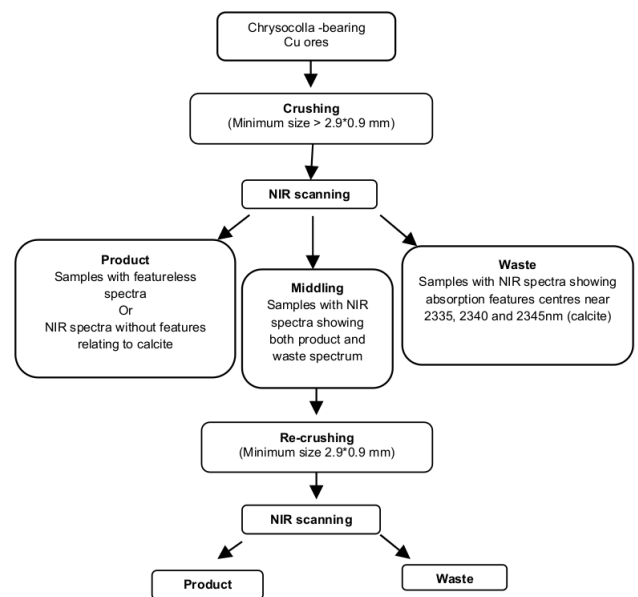 Chrysocolla -bearing
Cu ores
Crushing
(Minimum size > 2.9*0.9 mm)
NIR scanning
Product
Samples with featureless
spectra
Or
NIR spectra without features
relating to calcite
Middling
Samples with NIR
spectra showing
both product and
waste spectrum
Waste
Samples with NIR spectra showing
absorption features centres near
2335, 2340 and 2345nm (calcite)
Re-crushing
(Minimum size 2.9*0.9 mm)
NIR scanning
Product
Waste